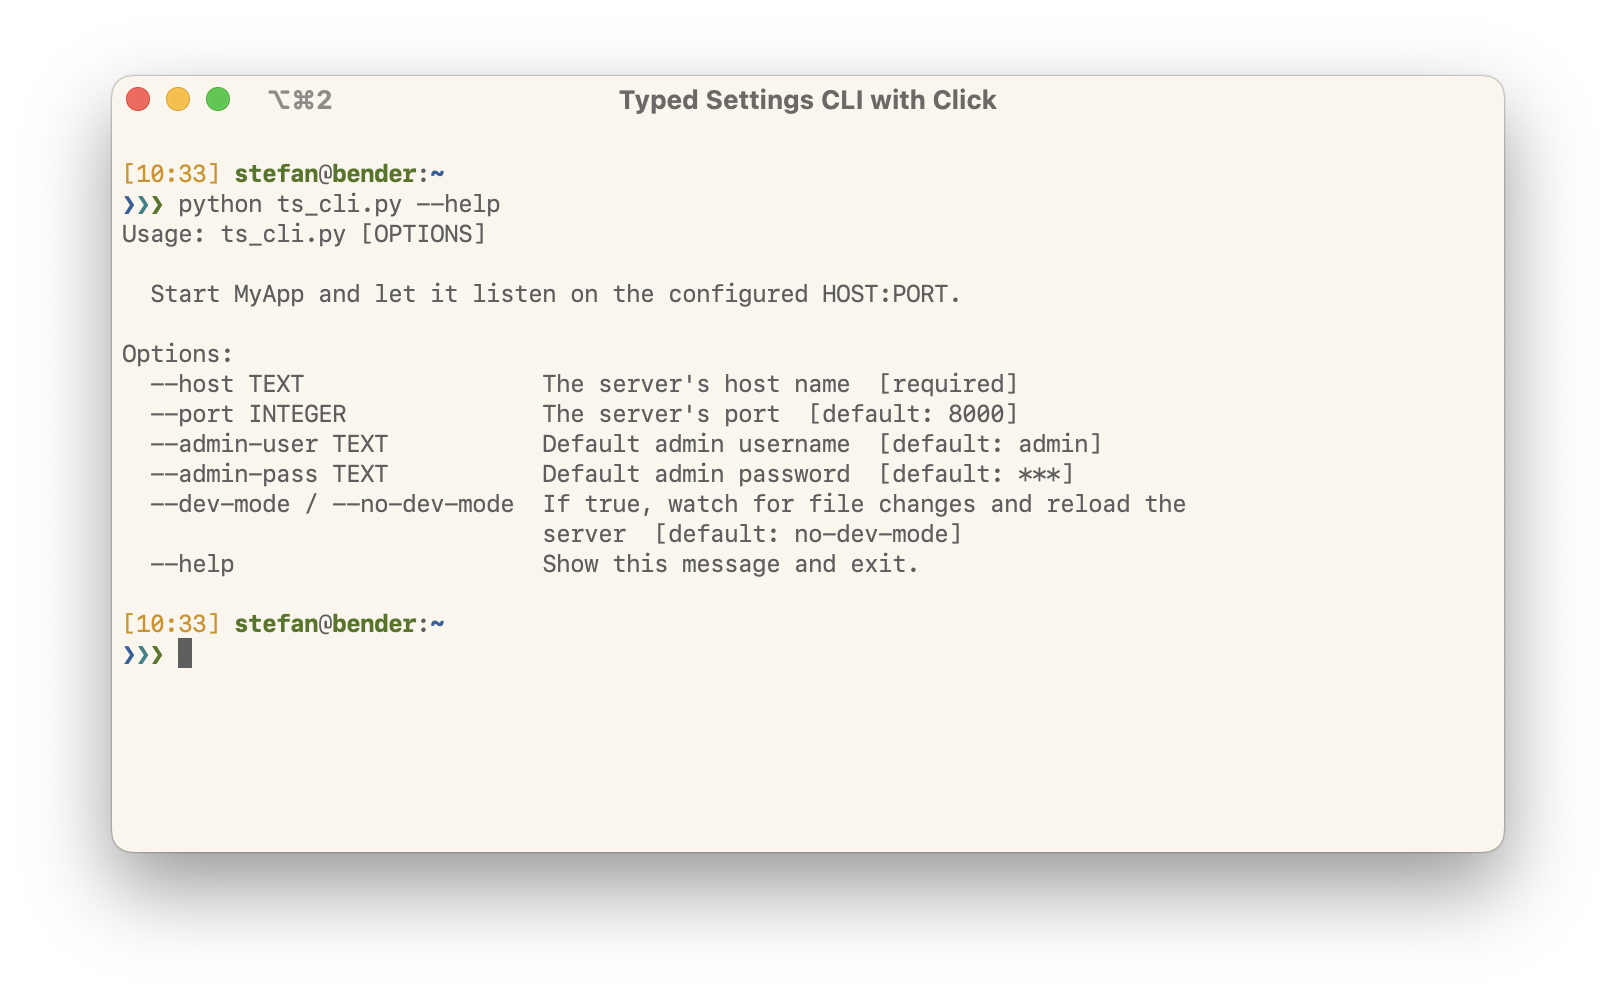 ⌥⌘2 Typed Settings CLI with Click
[10:33] stefan@bender:~
❯❯❯ python ts_cli.py --help
Usage: ts_cli.py [OPTIONS]
Start MyApp and let it listen on the configured HOST:PORT.
Options:
--host TEXT The server's host name [required]
--port INTEGER The server's port [default: 8000]
--admin-user TEXT Default admin username [default: admin]
--admin-pass TEXT Default admin password [default: ***]
--dev-mode / --no-dev-mode If true, watch for file changes and reload the
server [default: no-dev-mode]
--help Show this message and exit.
[10:33] stefan@bender:~
❯❯❯